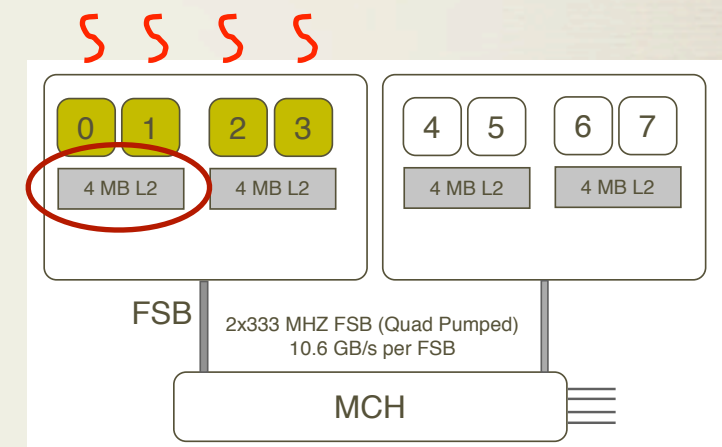 0 1 2 3 4 5 6 7
4 MB L2 4 MB L2 4 MB L2 4 MB L2
FSB
2x333 MHZ FSB (Quad Pumped)
10.6 GB/s per FSB
MCH